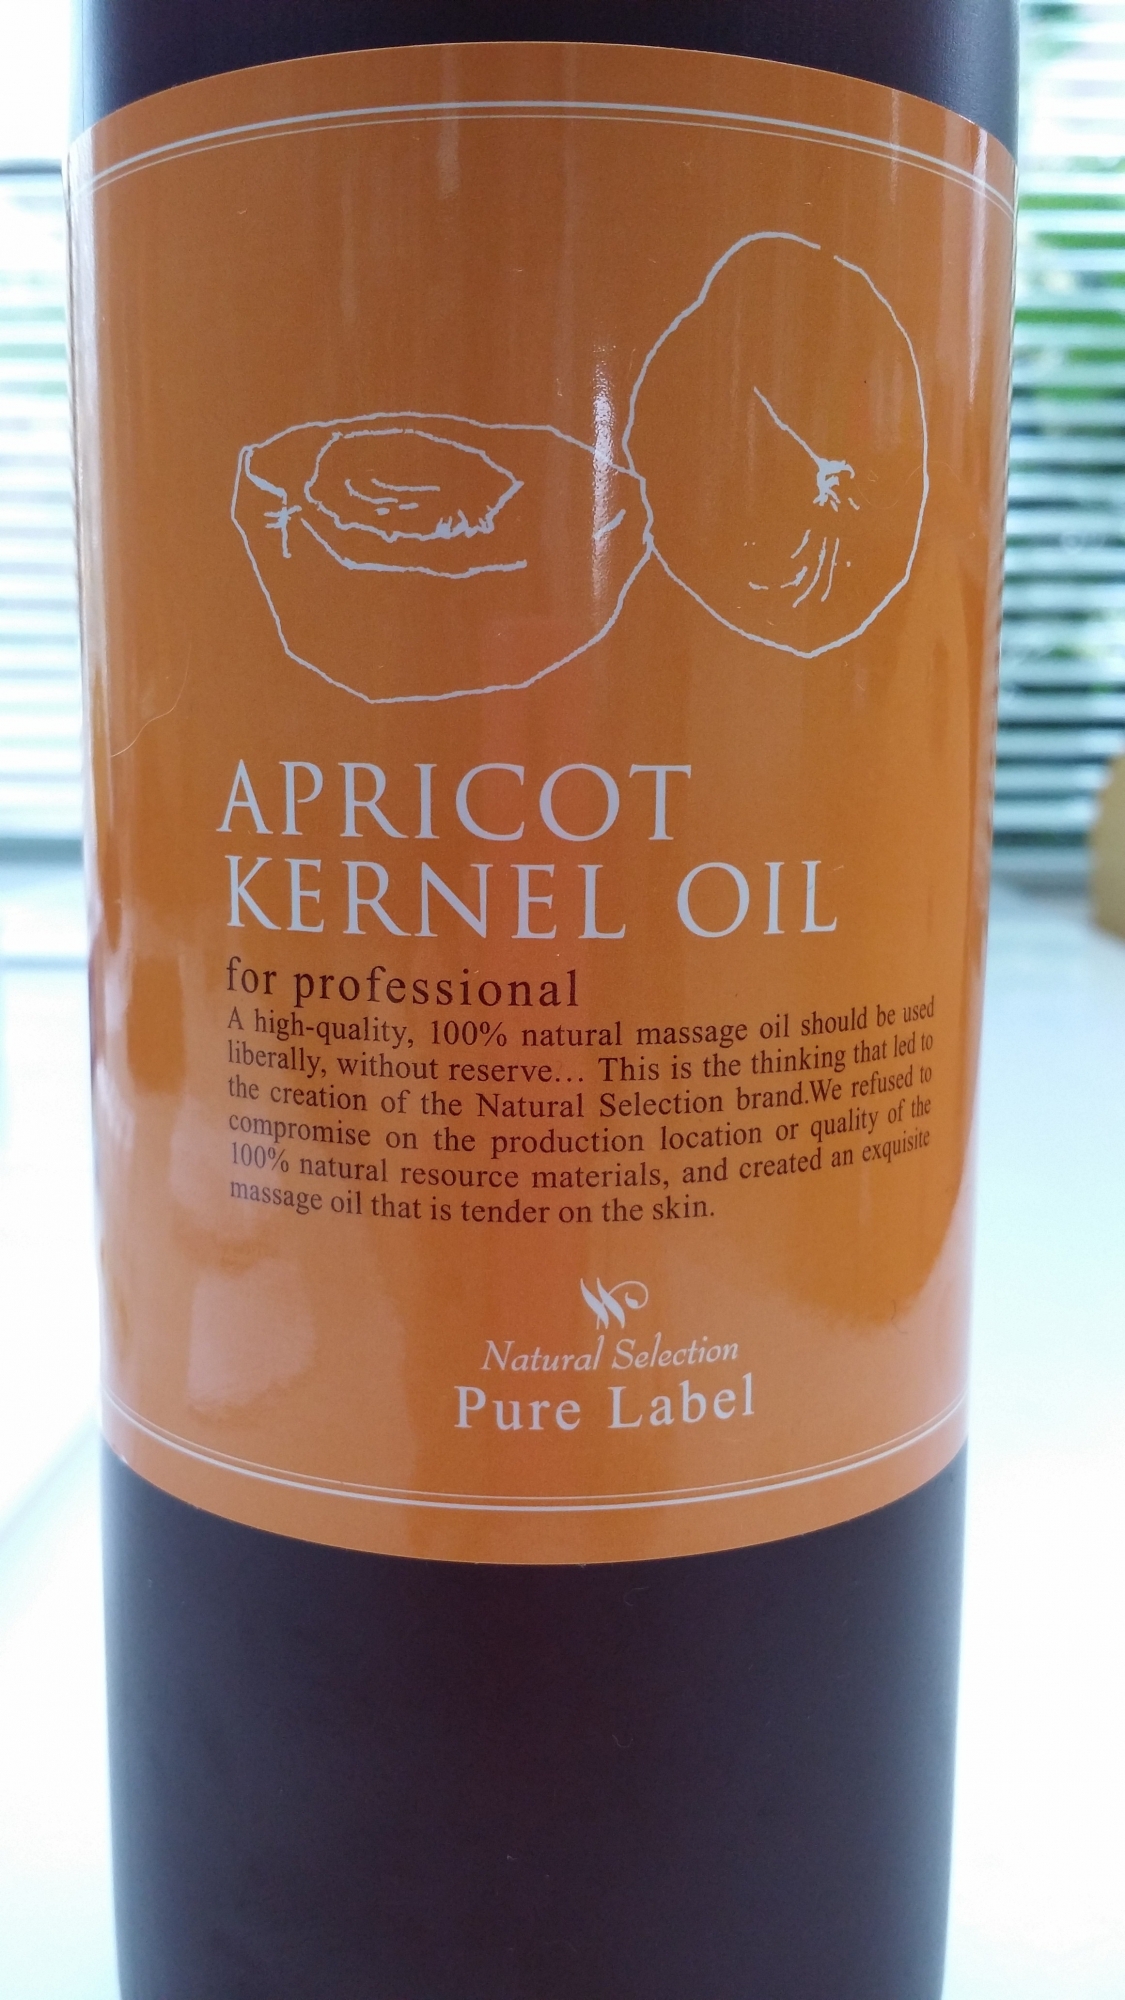 APRICOT
KERNEL OIL
for professional
A high-quality, 100% natural massage oil should be used
liberally, without reserve... This is the thinking that led to
the creation of the Natural Selection brand.We refused to
compromise on the production location or quality of the
100% natural resource materials, and created an exquisite
massage oil that is tender on the skin.
Natural Selection
Pure Label